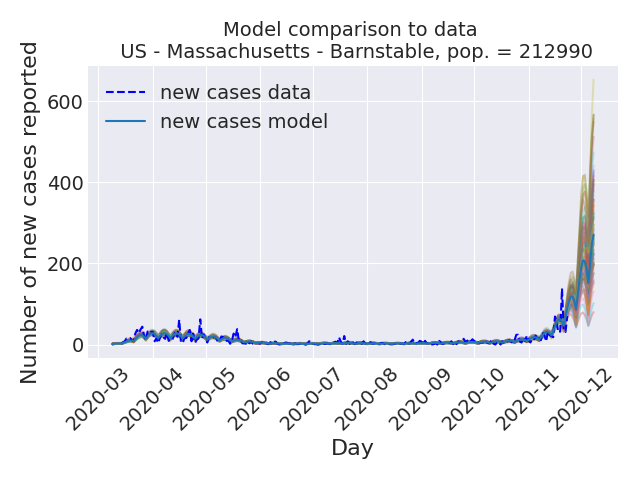 Model comparison to data
US - Massachusetts - Barnstable, pop. = 212990
Number of new cases reported
600
400
200
0
new cases data
new cases model
2020-03
2020-04
2020-05
2020-06
2020-07
2020-08
2020-09
2020-10
2020-11
2020-12
Day